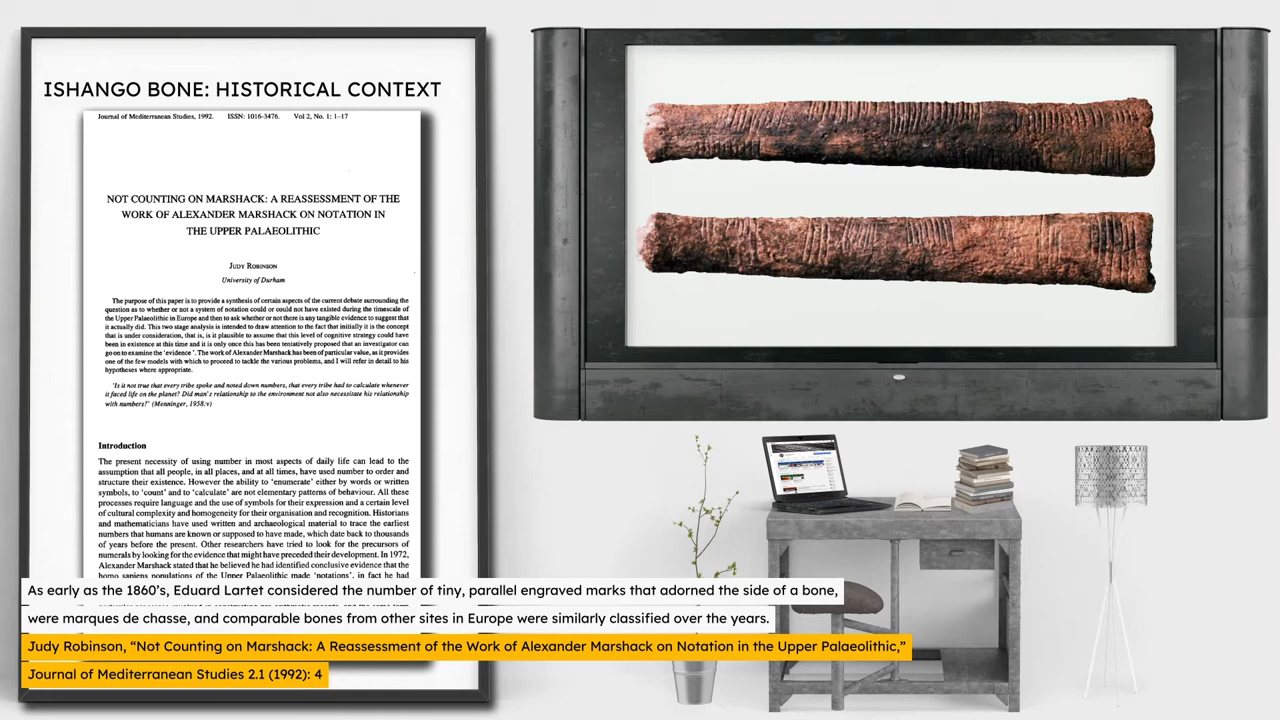 ISHANGO BONE: HISTORICAL CONTEXT
Journal of Mediterranean Studies, 1992. ISSN: 1016-3476. Vol 2, No. 1: 1–17
NOT COUNTING ON MARSHACK: A REASSESSMENT OF THE
WORK OF ALEXANDER MARSHACK ON NOTATION IN
THE UPPER PALAEOLITHIC
JUDY ROBINSON
University of Durham
The purpose of this paper is to provide a synthesis of certain aspects of the current debate surrounding the
question as to whether or not a system of notation could or could not have existed during the timescale of
the Upper Palaeolithic in Europe and then to ask whether or not there is any tangible evidence to suggest that
it actually did. This two stage analysis is intended to draw attention to the fact that initially it is the concept
that is under consideration, that is, is it plausible to assume that this level of cognitive strategy could have
been in existence at this time and it is only once this has been tentatively proposed that an investigator can
go on to examine the 'evidence'. The work of Alexander Marshack has been of particular value, as it provides
one of the few models with which to proceed to tackle the various problems, and I will refer in detail to his
hypotheses where appropriate.
'Is it not true that every tribe spoke and noted down numbers, that every tribe had to calculate whenever
it faced life on the planet? Did man's relationship to the environment not also necessitate his relationship
with numbers?' (Menninger, 1958:v)
Introduction
The present necessity of using number in most aspects of daily life can lead to the
assumption that all people, in all places, and at all times, have used number to order and
structure their existence. However the ability to 'enumerate' either by words or written
symbols, to 'count' and to 'calculate' are not elementary patterns of behaviour. All these
processes require language and the use of symbols for their expression and a certain level
of cultural complexity and homogeneity for their organisation and recognition. Historians
and mathematicians have used written and archaeological material to trace the earliest
numbers that humans are known or supposed to have made, which date back to thousands
of years before the present. Other researchers have tried to look for the precursors of
numerals by looking for the evidence that might have preceded their development. In 1972,
Alexander Marshack stated that he believed he had identified conclusive evidence that the
homo sapiens populations of the Upper Palaeolithic made 'notations', in fact he had
As early as the 1860's, Eduard Lartet considered the number of tiny, parallel engraved marks that adorned the side of a bone,
were marques de chasse, and comparable bones from other sites in Europe were similarly classified over the years.
Judy Robinson, “Not Counting on Marshack: A Reassessment of the Work of Alexander Marshack on Notation in the Upper Palaeolithic,”
Journal of Mediterranean Studies 2.1 (1992): 4